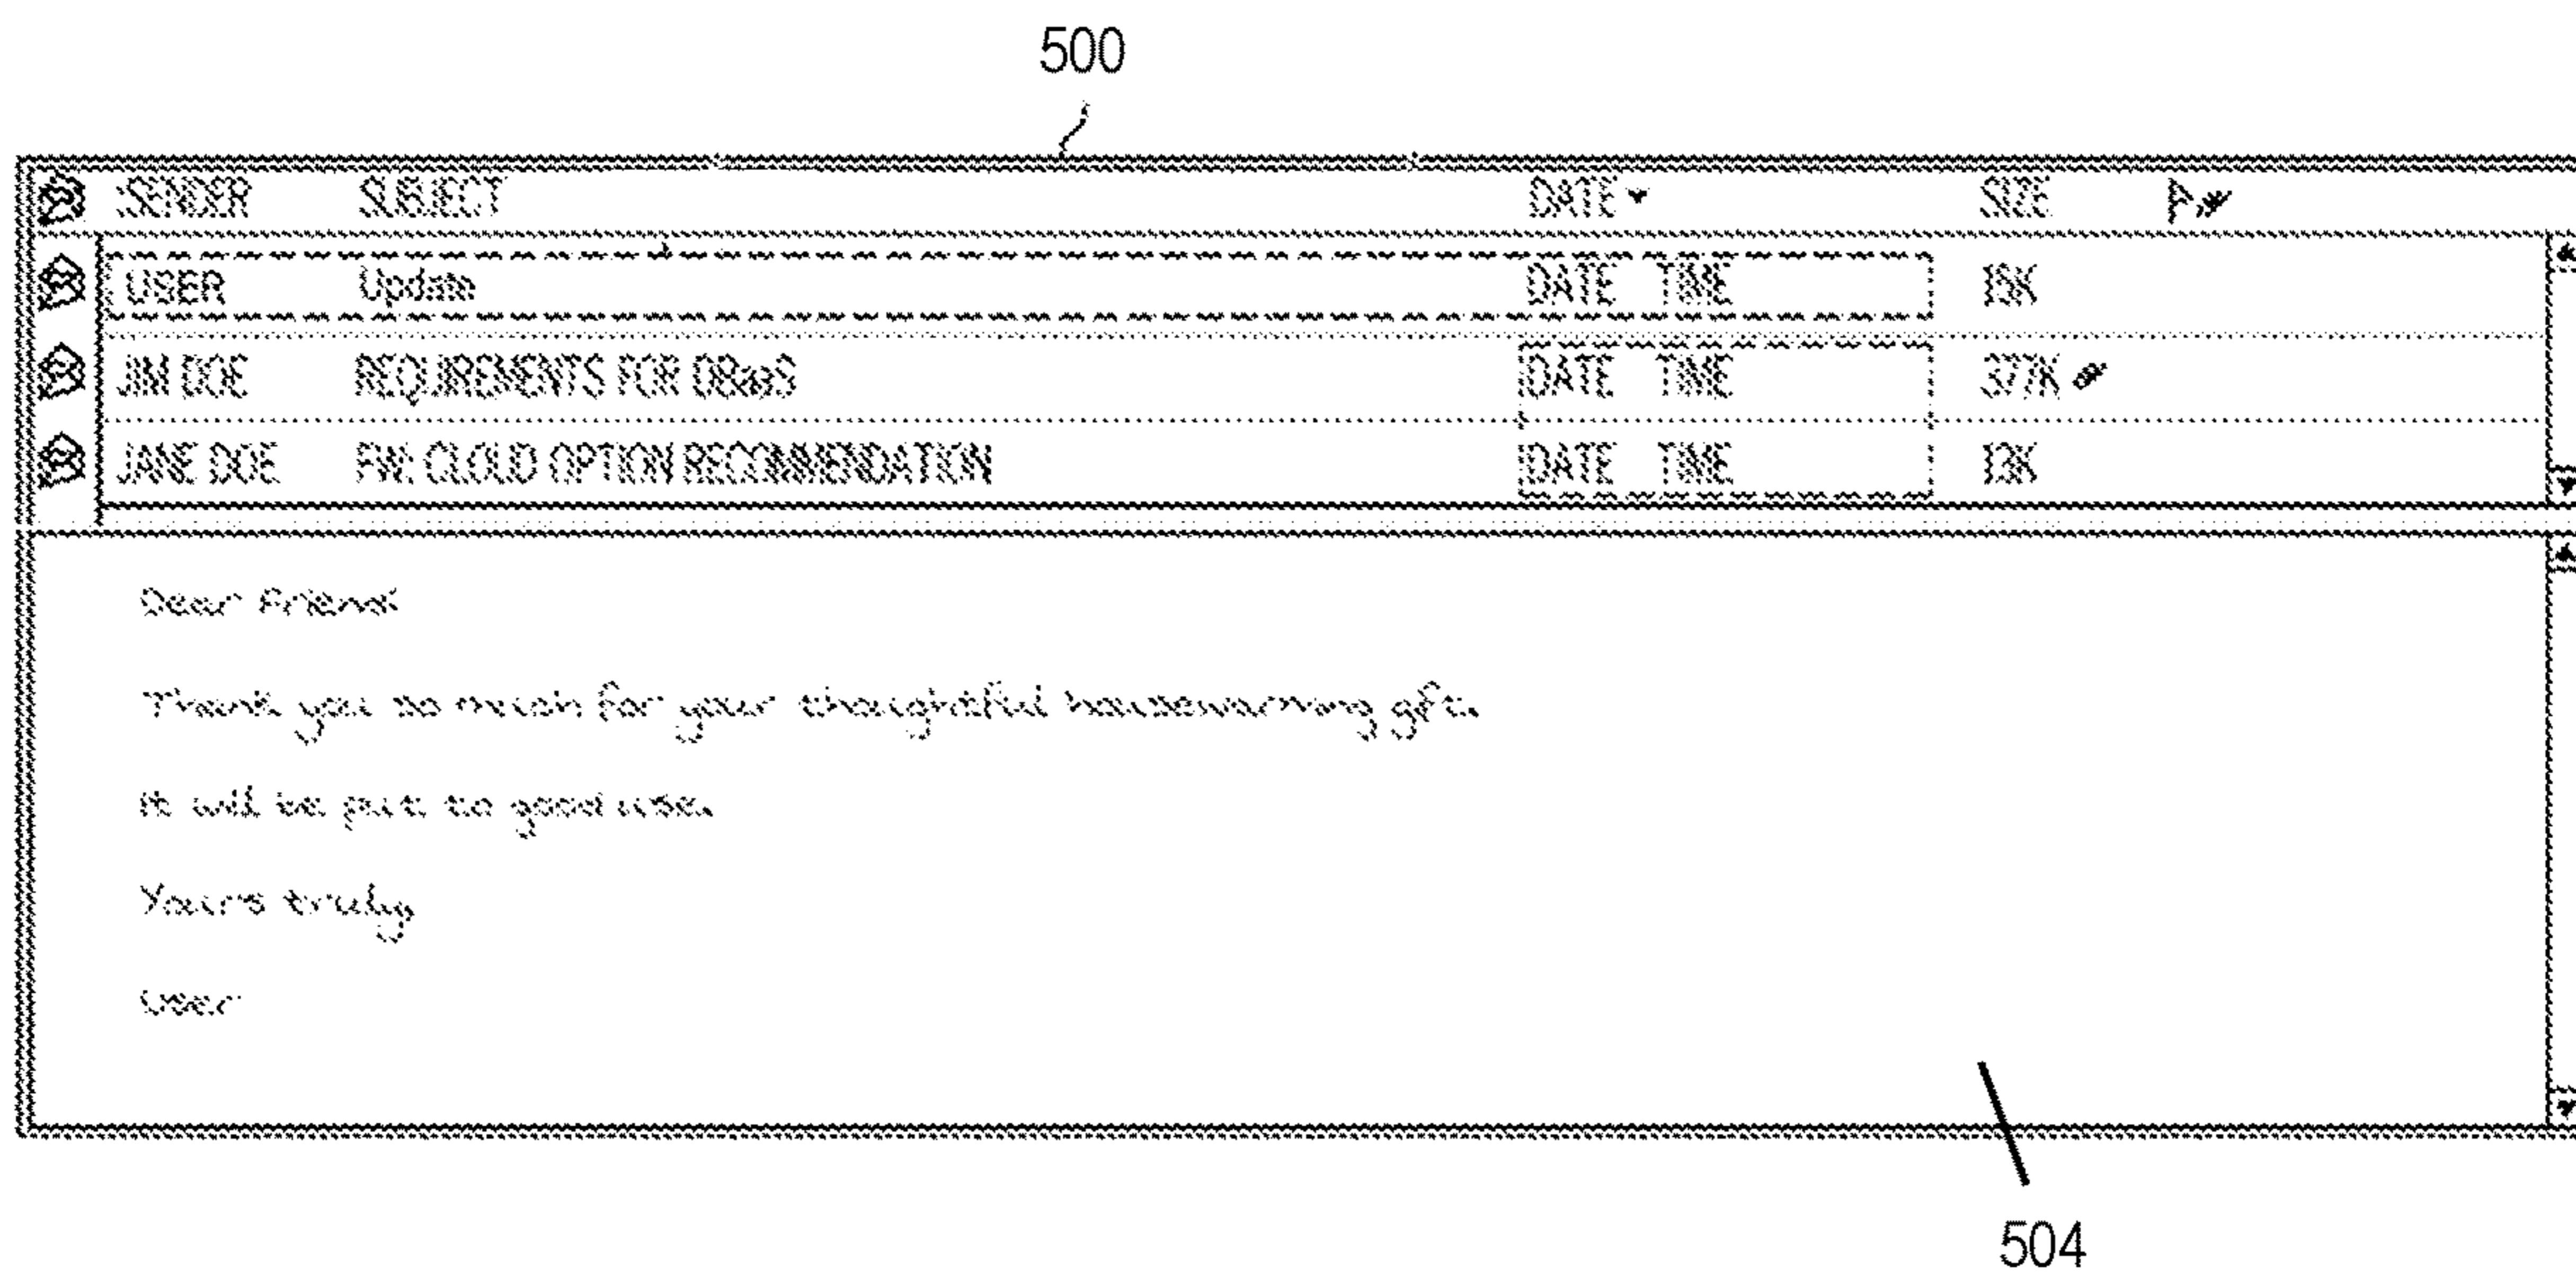 500
SENDER SUBJECT DATE SIZE
USER Update DATE TIME 15K
JIM DOE REQUIREMENTS FOR DBaaS DATE TIME 377K
JANE DOE FW: CLOUD OPTION RECOMMENDATION DATE TIME 13K
Dear Friend
Thank you so much for your thoughtful housewarming gift.
It will be put to good use.
Yours truly
User
504